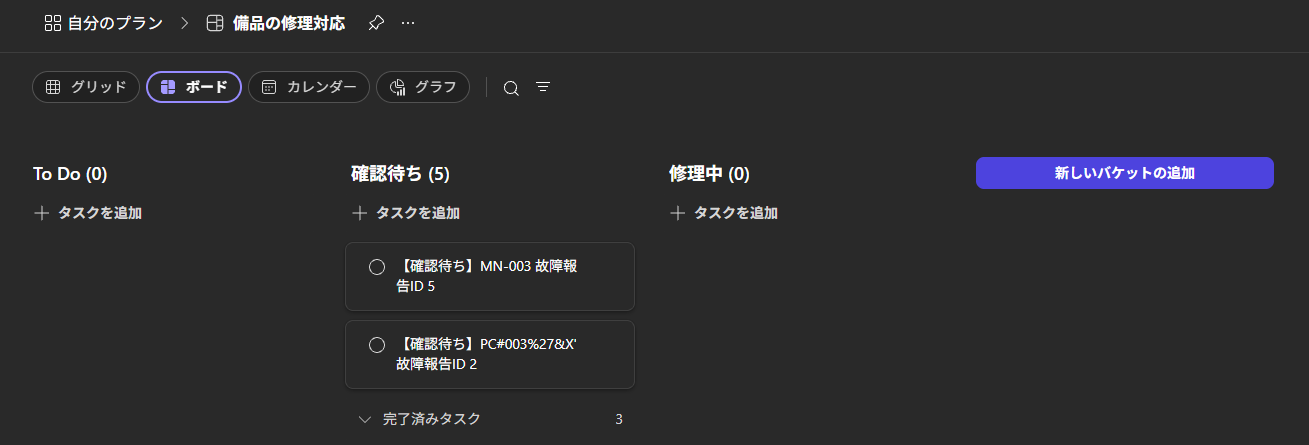 自分のプラン > 備品の修理対応 ...
グリッド ボード カレンダー グラフ
To Do (0)
タスクを追加
確認待ち (5)
タスクを追加
【確認待ち】MN-003 故障報
告ID 5
【確認待ち】PC#003%27&X'
故障報告ID 2
完了済みタスク 3
修理中 (0)
タスクを追加
新しいバケットの追加